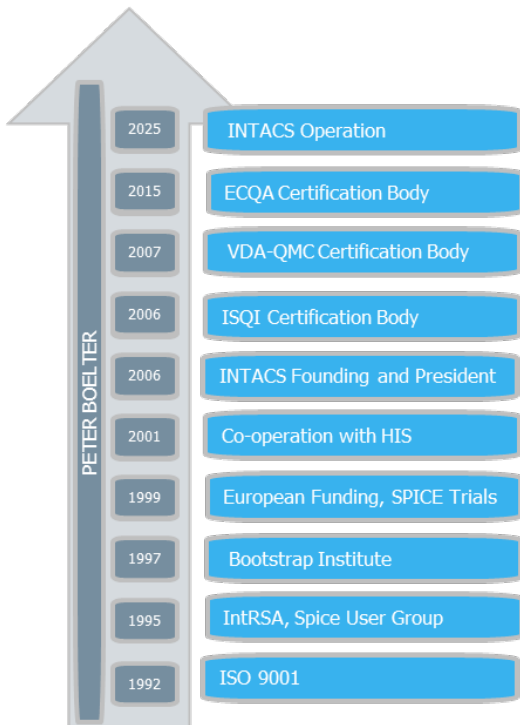 2025 INTACS Operation
2015 ECQA Certification Body
2007 VDA-QMC Certification Body
2006 ISQI Certification Body
2006 INTACS Founding and President
2001 Co-operation with HIS
1999 European Funding, SPICE Trials
1997 Bootstrap Institute
1995 IntRSA, Spice User Group
1992 ISO 9001
PETER BOELTER